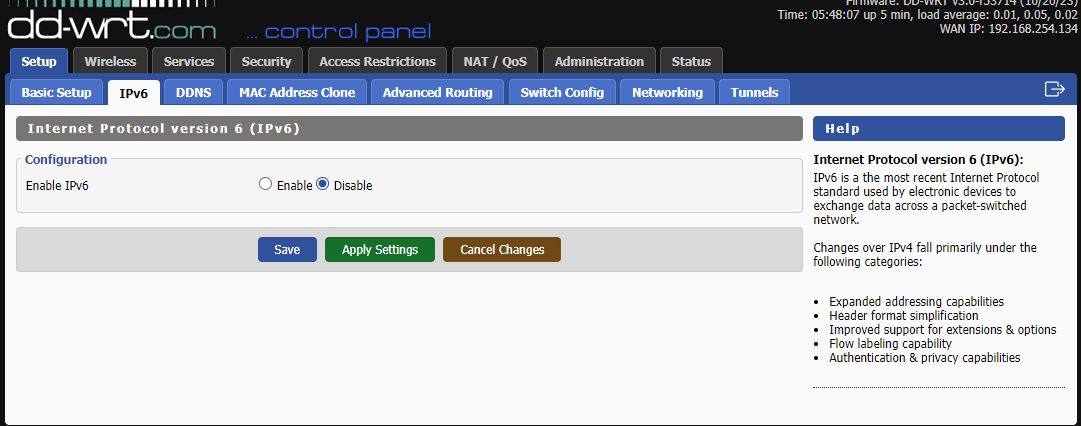 Firmware: DD-WRT v3.0-r53714 (10/20/23)
Time: 05:48:07 up 5 min, load average: 0.01, 0.05, 0.02
WAN IP: 192.168.254.134
dd-wrt.com ... control panel
Setup Wireless Services Security Access Restrictions NAT / QoS Administration Status
Basic Setup IPv6 DDNS MAC Address Clone Advanced Routing Switch Config Networking Tunnels
Internet Protocol version 6 (IPv6)
Configuration
Enable IPv6 Enable Disable
Save Apply Settings Cancel Changes
Help
Internet Protocol version 6 (IPv6):
IPv6 is a the most recent Internet Protocol
standard used by electronic devices to
exchange data across a packet-switched
network.
Changes over IPv4 fall primarily under the
following categories:
Expanded addressing capabilities
Header format simplification
Improved support for extensions & options
Flow labeling capability
Authentication & privacy capabilities